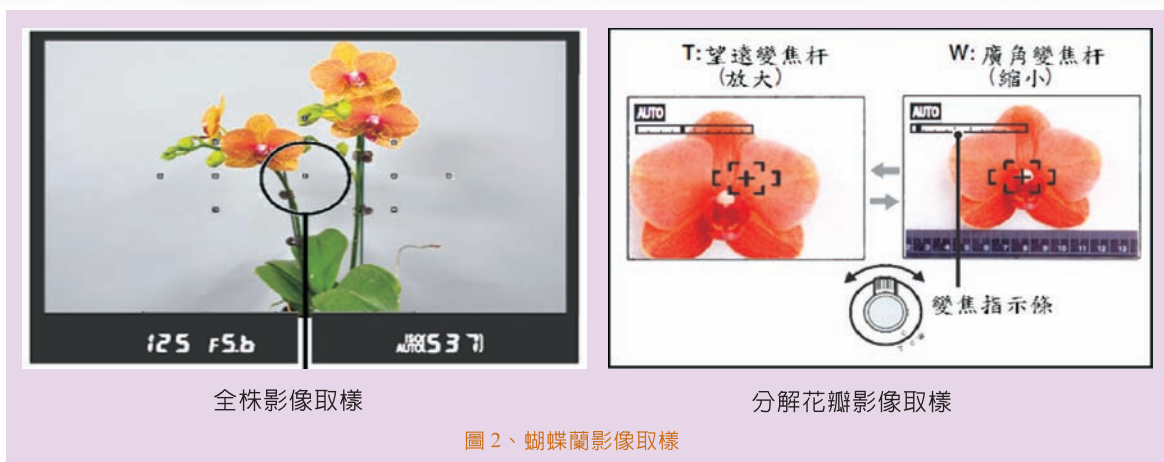 125 F5.6
ISO AUTO 537
全株影像取樣
T:望遠變焦杆
(放大)
W:廣角變焦杆
(縮小)
AUTO
AUTO
變焦指示條
分解花瓣影像取樣
圖 2、蝴蝶蘭影像取樣